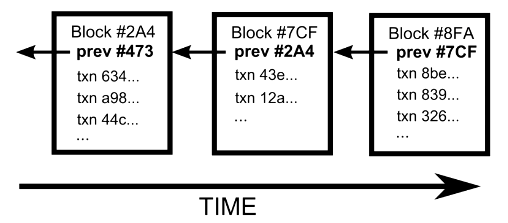 Block #2A4
prev #473
txn 634...
txn a98...
txn 44c...
...
Block #7CF
prev #2A4
txn 43e...
txn 12a...
...
Block #8FA
prev #7CF
txn 8be...
txn 839...
txn 326...
...
TIME